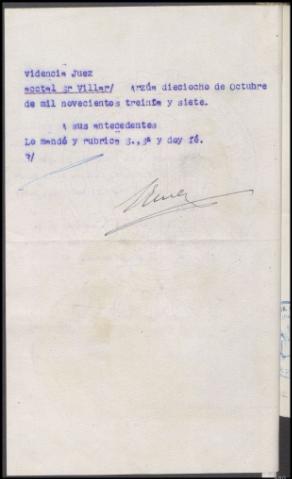 videncia Juez
acctal Sr Villar/ Arzúa dieciocho de Octubre
de mil novecientos treinta y siete.
A sus antecedentes
Lo mandó y rubrica S.,Sª y doy fé.